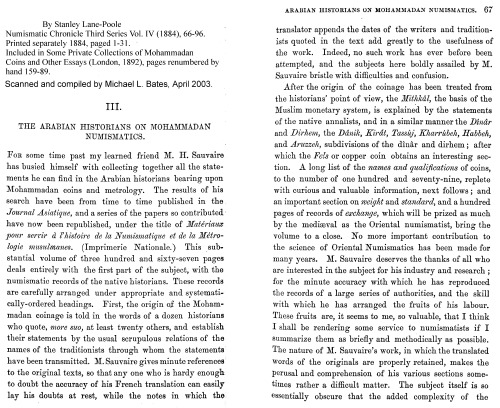 By Stanley Lane-Poole
Numismatic Chronicle Third Series Vol. IV (1884), 66-96.
Printed separately 1884, paged 1-31.
Included in Some Private Collections of Mohammadan
Coins and Other Essays (London, 1892), pages renumbered by
hand 159-89.
Scanned and compiled by Michael L. Bates, April 2003.
III.
THE ARABIAN HISTORIANS ON MOHAMMADAN
NUMISMATICS.
FOR some time past my learned friend M. H. Sauvaire
has busied himself with collecting together all the state-
ments he can find in the Arabian historians bearing upon
Mohammadan coins and metrology. The results of his
search have been from time to time published in the
Journal Asiatique, and a series of the papers so contributed
have now been republished, under the title of Matériaux
pour servir à l'histoire de la Numismatique et de la Métro-
logie musulmanes. (Imprimerie Nationale.) This sub-
stantial volume of three hundred and sixty-seven pages
deals entirely with the first part of the subject, with the
numismatic records of the native historians. These records
are carefully arranged under appropriate and systemati-
cally-ordered headings. First, the origin of the Moham-
madan coinage is told in the words of a dozen historians
who quote, more suo, at least twenty others, and establish
their statements by the usual scrupulous relations of the
names of the traditionists through whom the statements
have been transmitted. M. Sauvaire gives minute references
to the original texts, so that any one who is hardy enough
to doubt the accuracy of his French translation can easily
lay his doubts at rest, while the notes in which the
ARABIAN HISTORIANS ON MOHAMMADAN NUMISMATICS. 67
translator appends the dates of the writers and tradition-
ists quoted in the text add greatly to the usefulness of
the work. Indeed, no such work has ever before been
attempted, and the subjects here boldly assailed by M.
Sauvaire bristle with difficulties and confusion.
After the origin of the coinage has been treated from
the historians' point of view, the Mithkál, the basis of the
Muslim monetary system, is explained by the statements
of the native annalists, and in a similar manner the Dínár
and Dirhem, the Dánik, Kirát, Tassúj, Kharrúbeh, Habbeh,
and Aruzzeh, subdivisions of the dínár and dirhem; after
which the Fels or copper coin obtains an interesting sec-
tion. A long list of the names and qualifications of coins,
to the number of one hundred and seventy-nine, replete
with curious and valuable information, next follows; and
an important section on weight and standard, and a hundred
pages of records of exchange, which will be prized as much
by the mediæval as the Oriental numismatist, bring the
volume to a close. No more important contribution to
the science of Oriental Numismatics has been made for
many years. M. Sauvaire deserves the thanks of all who
are interested in the subject for his industry and research;
for the minute accuracy with which he has reproduced
the records of a large series of authorities, and the skill
with which he has arranged the fruits of his labour.
These fruits are, it seems to me, so valuable, that I think
I shall be rendering some service to numismatists if I
summarize them as briefly and methodically as possible.
The nature of M. Sauvaire's work, in which the translated
words of the originals are properly retained, makes the
perusal and comprehension of his various sections some-
times rather a difficult matter. The subject itself is so
essentially obscure that the added complexity of the